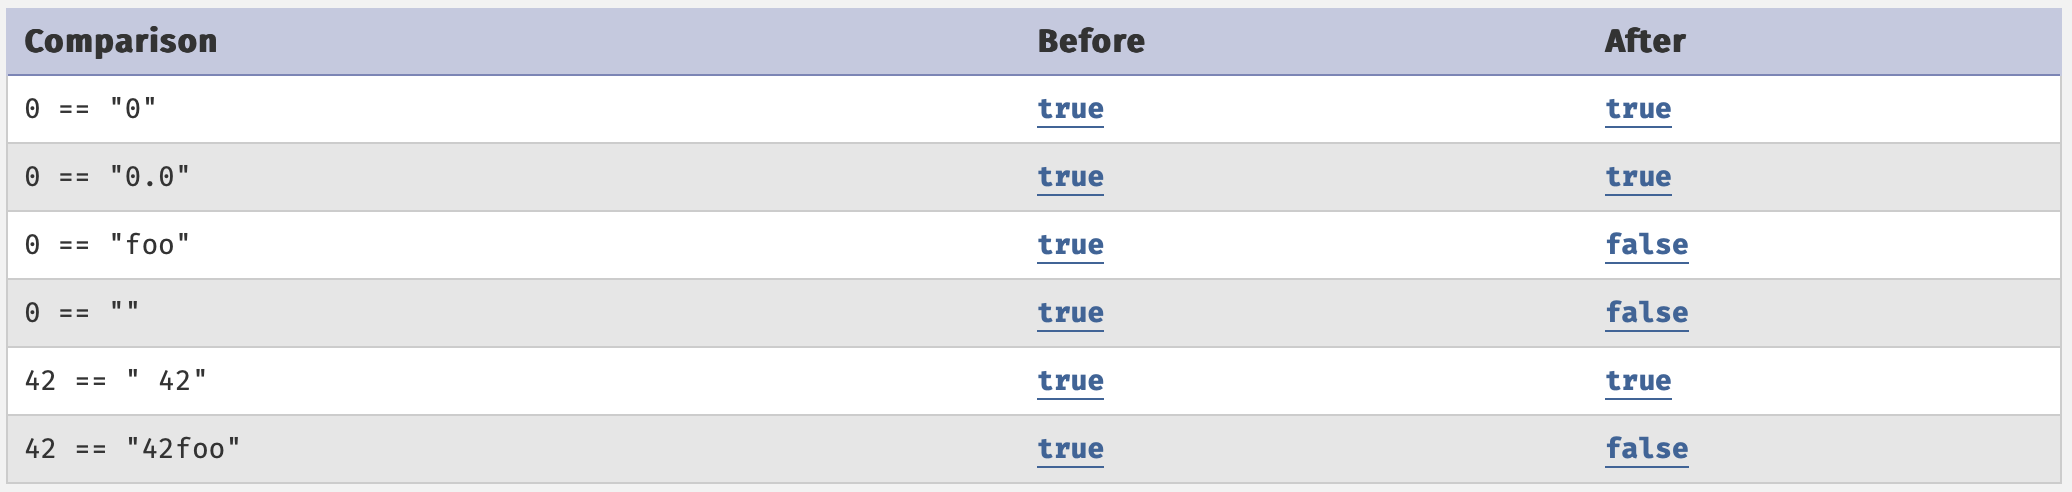 Comparison Before After
0 == "0" true true
0 == "0.0" true true
0 == "foo" true false
0 == "" true false
42 == " 42" true true
42 == "42foo" true false